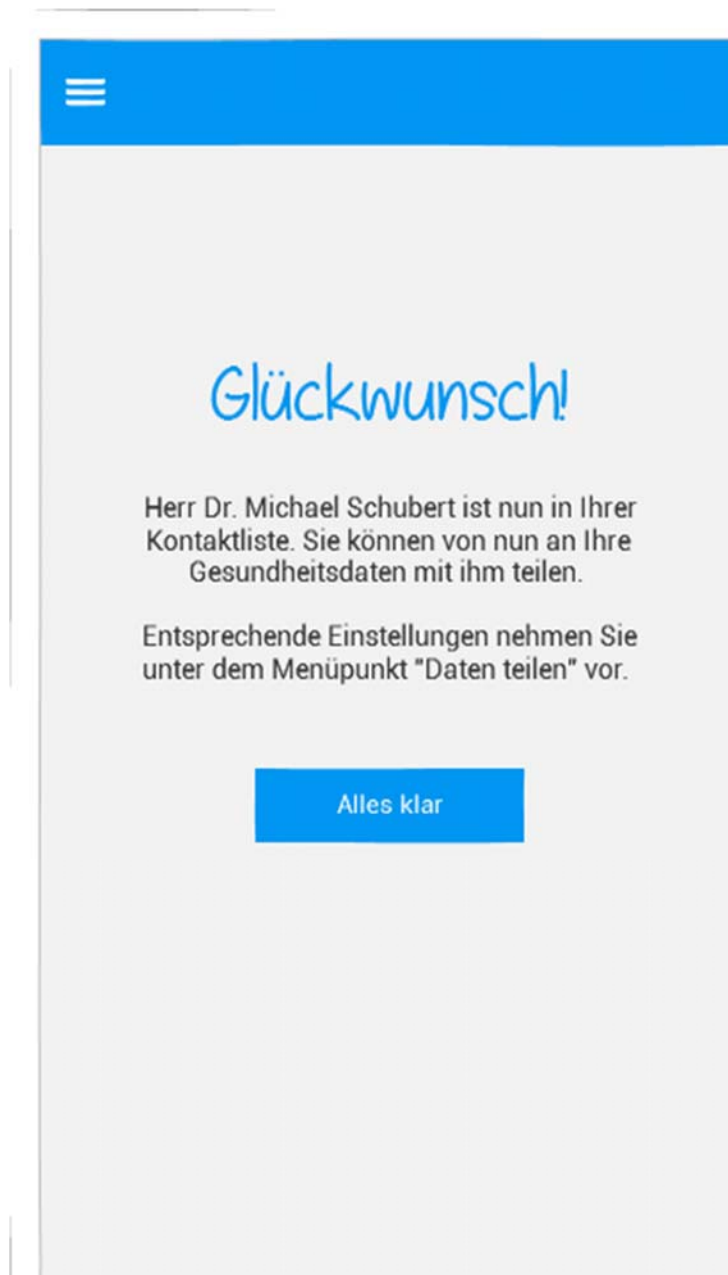 Glückwunsch!
Herr Dr. Michael Schubert ist nun in Ihrer
Kontaktliste. Sie können von nun an Ihre
Gesundheitsdaten mit ihm teilen.
Entsprechende Einstellungen nehmen Sie
unter dem Menüpunkt "Daten teilen" vor.
Alles klar